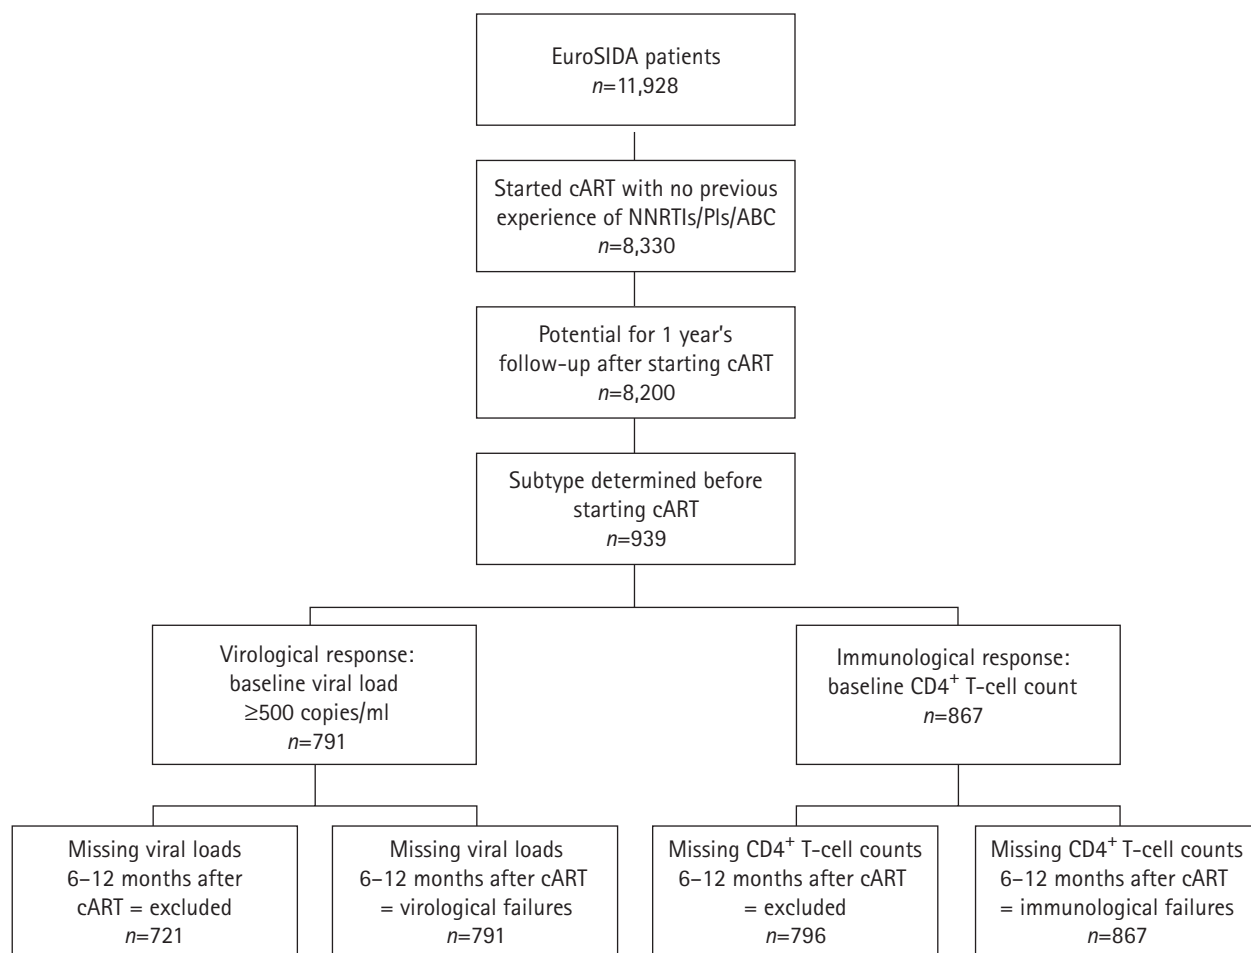 EuroSIDA patients
n=11,928
Started cART with no previous
experience of NNRTIs/PIs/ABC
n=8,330
Potential for 1 year's
follow-up after starting cART
n=8,200
Subtype determined before
starting cART
n=939
Virological response:
baseline viral load
≥500 copies/ml
n=791
Immunological response:
baseline CD4⁺ T-cell count
n=867
Missing viral loads
6–12 months after
cART = excluded
n=721
Missing viral loads
6–12 months after cART
= virological failures
n=791
Missing CD4⁺ T-cell counts
6–12 months after cART
= excluded
n=796
Missing CD4⁺ T-cell counts
6–12 months after cART
= immunological failures
n=867